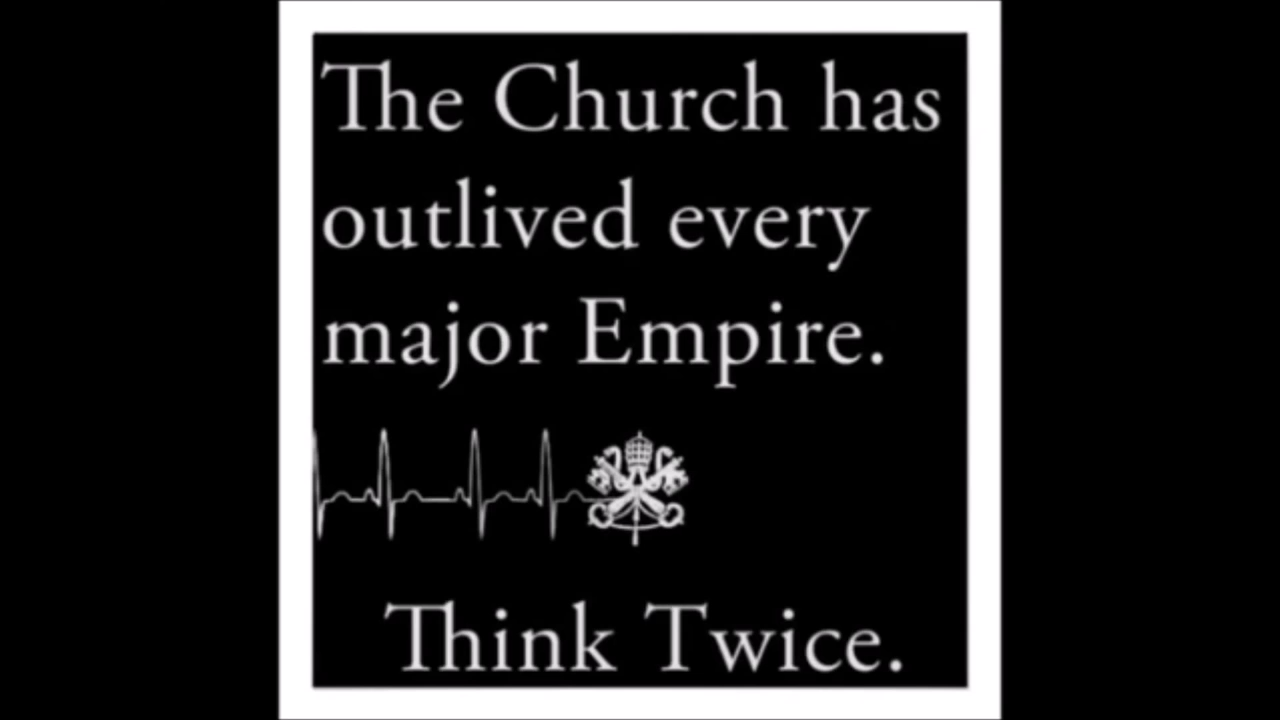 The Church has
outlived every
major Empire.
Think Twice.